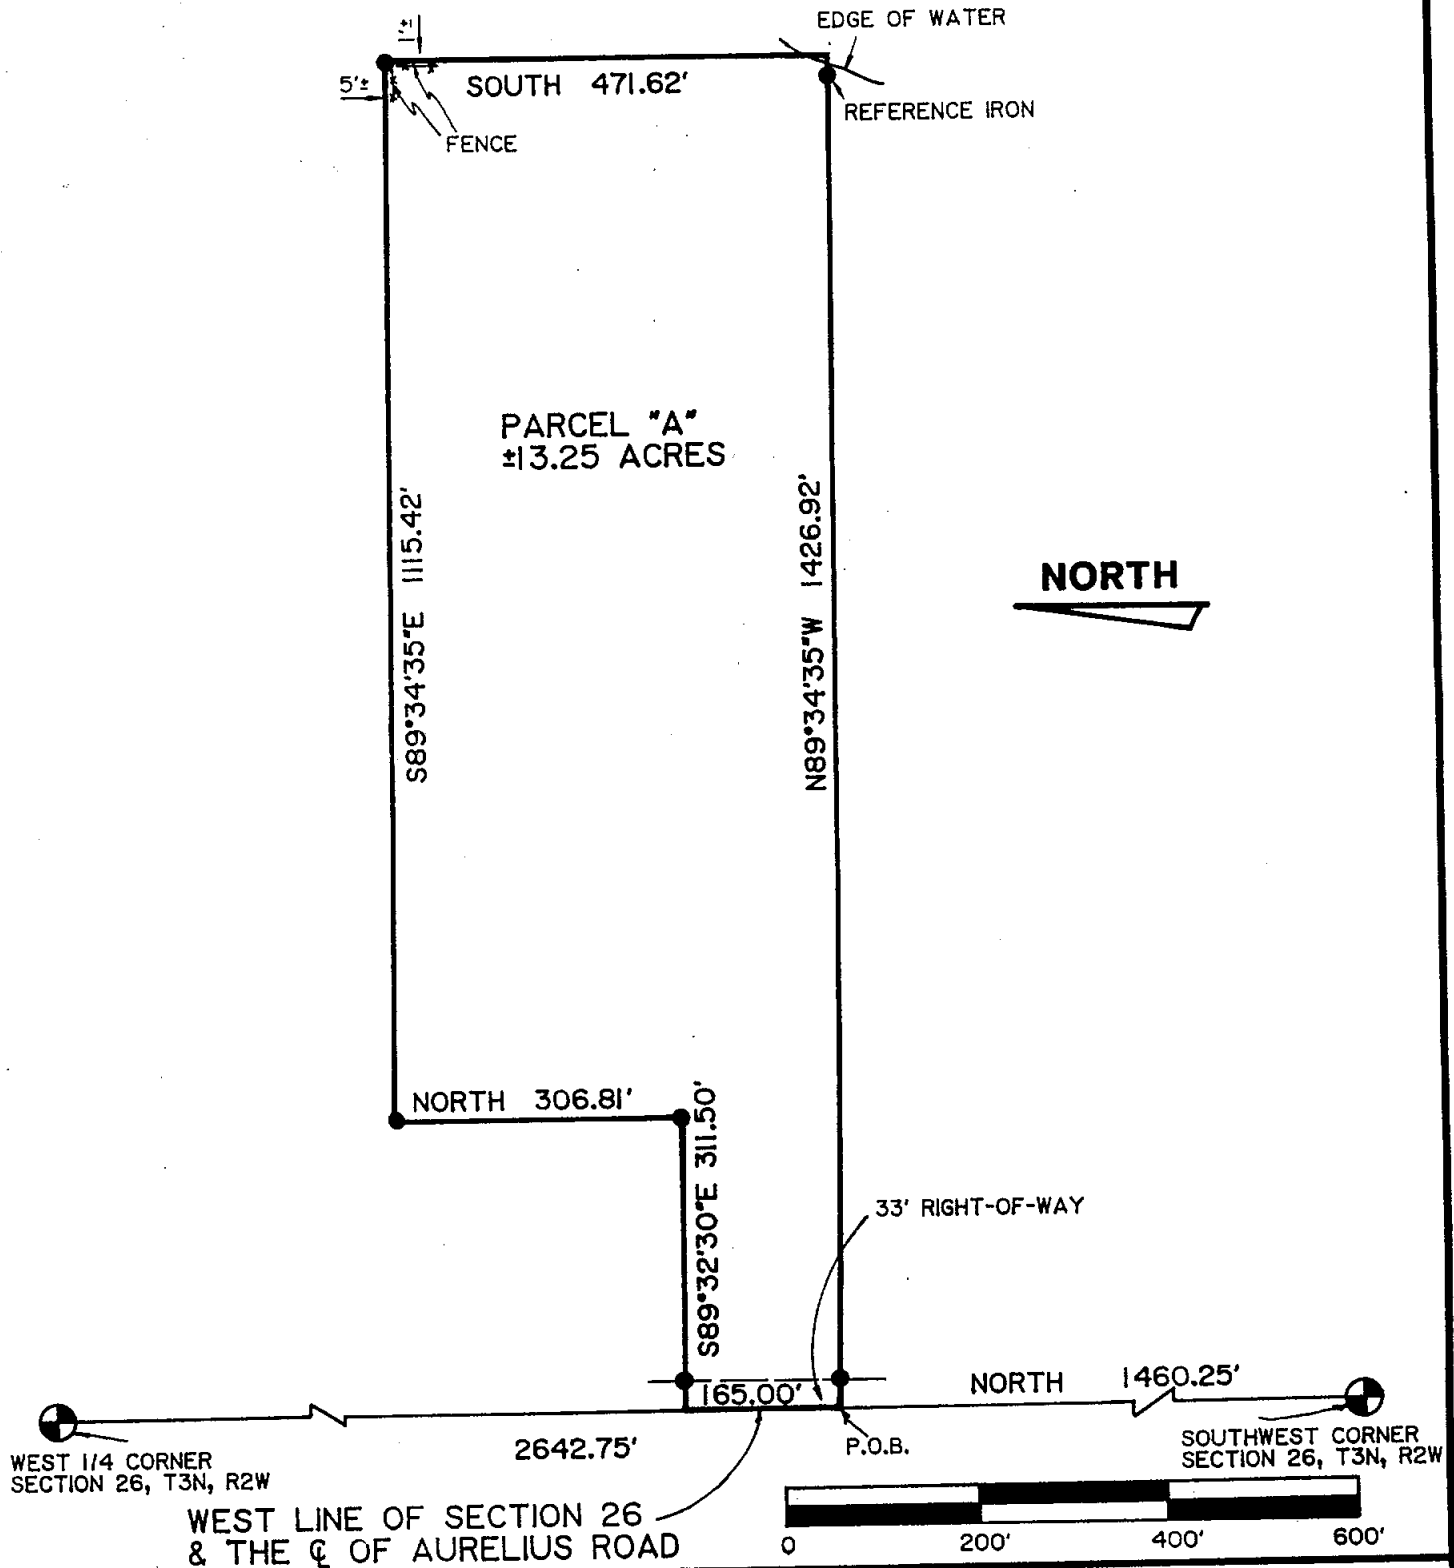 EDGE OF WATER
1'±
5'±
SOUTH 471.62'
REFERENCE IRON
FENCE
PARCEL "A"
±13.25 ACRES
S89°34'35"E 1115.42'
N89°34'35"W 1426.92'
NORTH
NORTH 306.81'
S89°32'30"E 311.50'
33' RIGHT-OF-WAY
165.00'
NORTH 1460.25'
2642.75'
P.O.B.
WEST 1/4 CORNER
SECTION 26, T3N, R2W
SOUTHWEST CORNER
SECTION 26, T3N, R2W
WEST LINE OF SECTION 26
& THE ℄ OF AURELIUS ROAD
0 200' 400' 600'